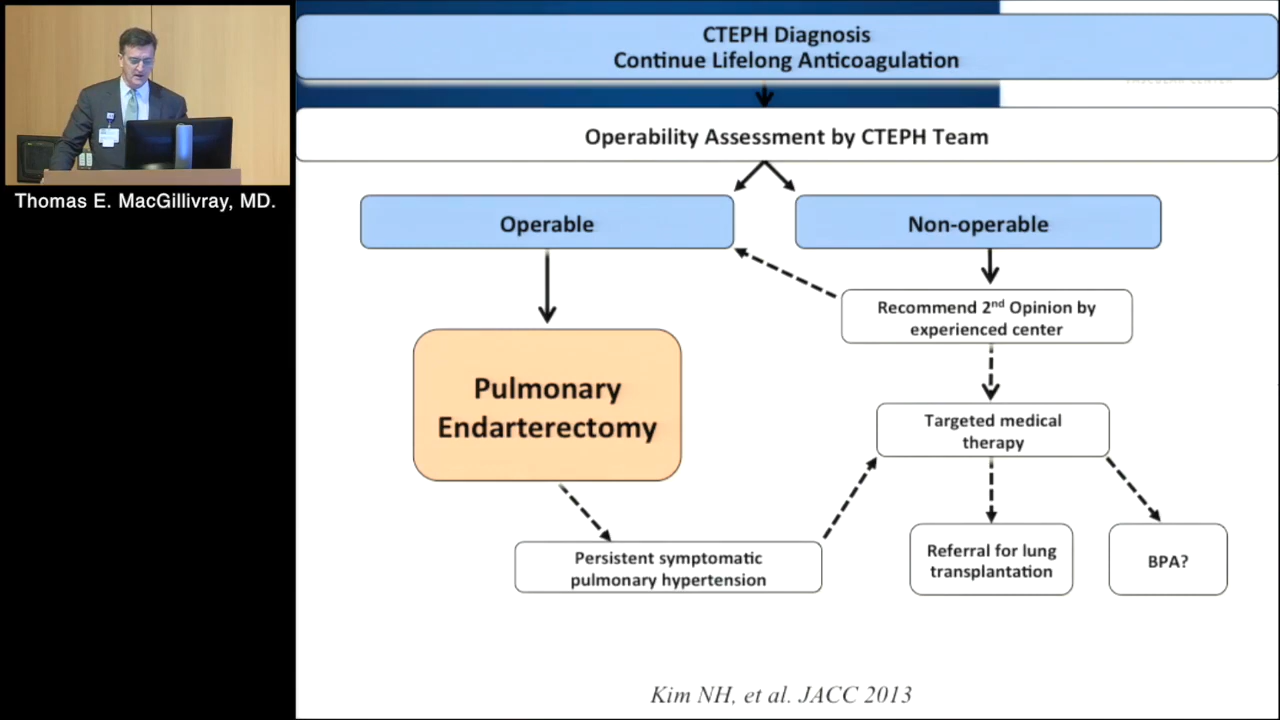 Thomas E. MacGillivray, MD.
CTEPH Diagnosis
Continue Lifelong Anticoagulation
Operability Assessment by CTEPH Team
Operable
Non-operable
Recommend 2nd Opinion by
experienced center
Pulmonary
Endarterectomy
Targeted medical
therapy
Persistent symptomatic
pulmonary hypertension
Referral for lung
transplantation
BPA?
Kim NH, et al. JACC 2013